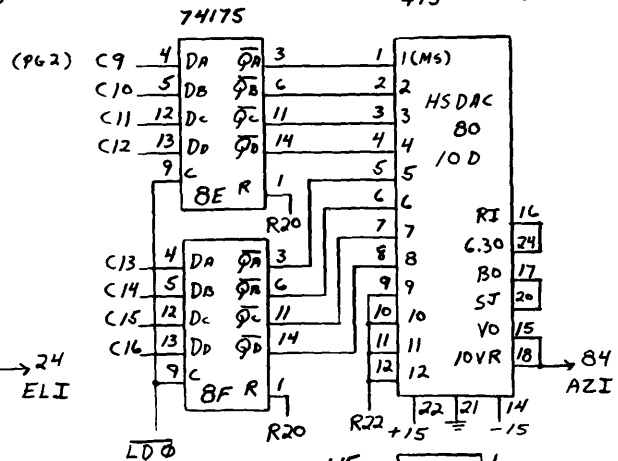 74175
+15
(PG2) C9 4 DA QA 3 1 1(MS)
C10 5 DB QB 6 2 2 HSDAC
C11 12 DC QC 11 3 3 80
C12 13 DD QD 14 4 4 10D
9 C 5 5
8E R 1 6 6
R20 7 7 RI 16
C13 4 DA QA 3 8 8 6.30 24
C14 5 DB QB 6 9 9 BO 17
C15 12 DC QC 11 10 10 SJ 20
C16 13 DD QD 14 11 11 VO 15
24 9 C 12 12 10VR 18 84
ELI 8F R 1 AZI
LDØ R20 R22 +15 22 21 14 -15